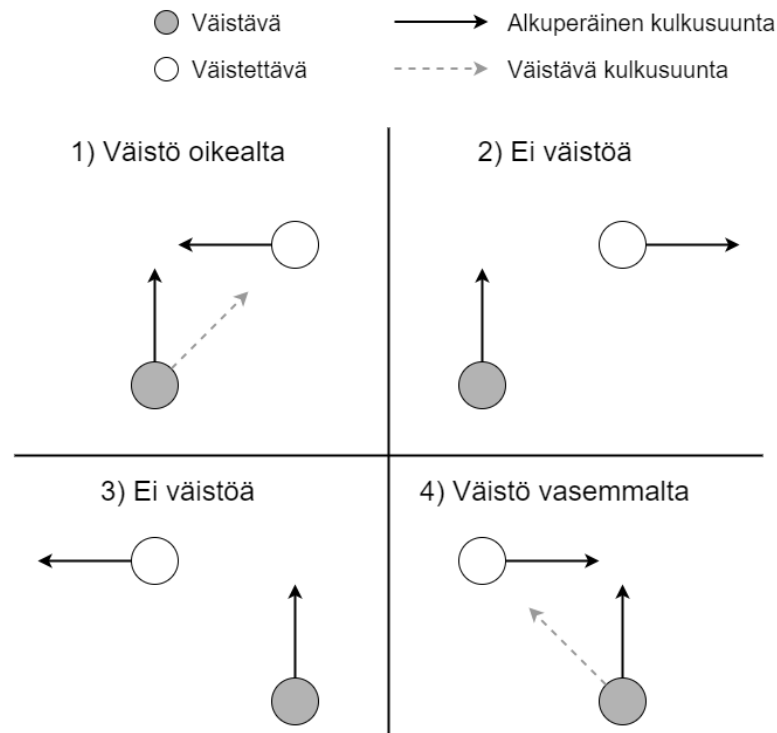 Väistävä
Alkuperäinen kulkusuunta
Väistettävä
Väistävä kulkusuunta
1) Väistö oikealta
2) Ei väistöä
3) Ei väistöä
4) Väistö vasemmalta